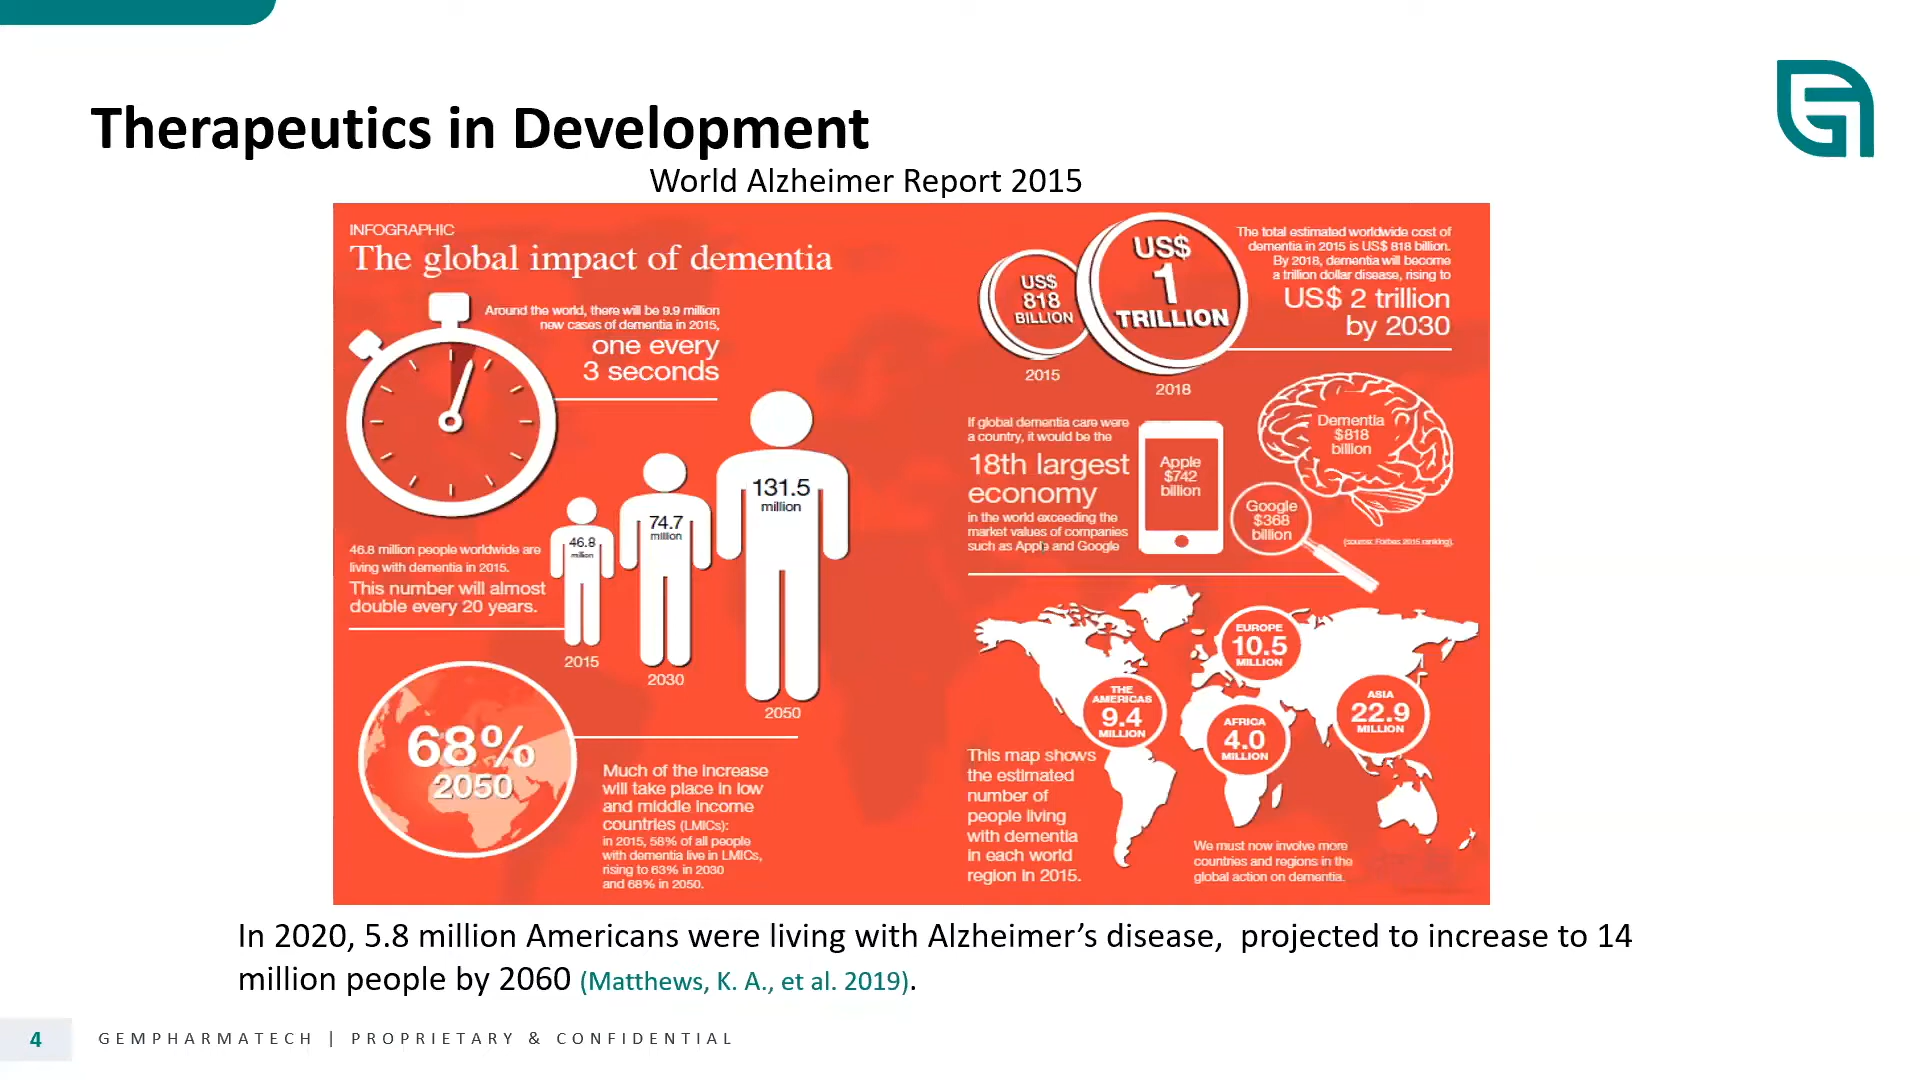 Therapeutics in Development
World Alzheimer Report 2015
INFOGRAPHIC
The global impact of dementia
Around the world, there will be 9.9 million
new cases of dementia in 2015,
one every
3 seconds
46.8 million people worldwide are
living with dementia in 2015.
This number will almost
double every 20 years.
46.8
million
2015
74.7
million
2030
131.5
million
2050
68%
2050
Much of the increase
will take place in low
and middle income
countries (LMICs):
in 2015, 58% of all people
with dementia live in LMICs,
rising to 63% in 2030
and 68% in 2050.
US$
818
BILLION
2015
US$
1
TRILLION
2018
The total estimated worldwide cost of
dementia in 2015 is US$ 818 billion.
By 2018, dementia will become
a trillion dollar disease, rising to
US$ 2 trillion
by 2030
If global dementia care were
a country, it would be the
18th largest
economy
in the world exceeding the
market values of companies
such as Apple and Google
Apple
$742
billion
Dementia
$818
billion
Google
$368
billion
(source: Forbes 2015 ranking).
EUROPE
10.5
MILLION
THE
AMERICAS
9.4
MILLION
AFRICA
4.0
MILLION
ASIA
22.9
MILLION
This map shows
the estimated
number of
people living
with dementia
in each world
region in 2015.
We must now involve more
countries and regions in the
global action on dementia.
In 2020, 5.8 million Americans were living with Alzheimer’s disease,  projected to increase to 14
million people by 2060 (Matthews, K. A., et al. 2019).
4
GEMPHARMATECH | PROPRIETARY & CONFIDENTIAL